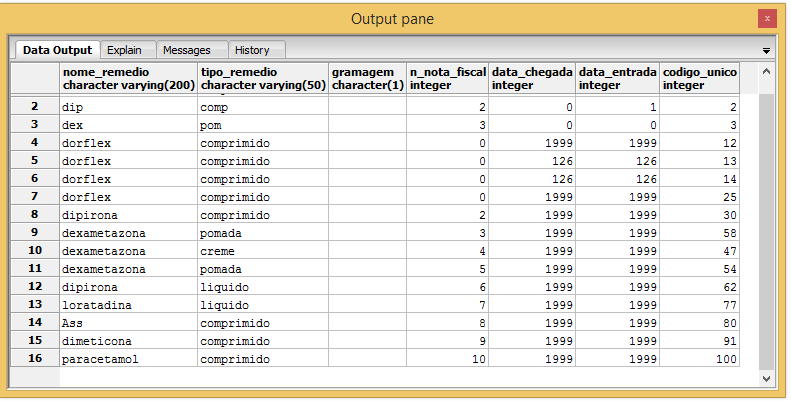 Output pane
x
Data Output Explain Messages History
nome_remedio tipo_remedio gramagem n_nota_fiscal data_chegada data_entrada codigo_unico
character varying(200) character varying(50) character(1) integer integer integer integer
2 dip comp 2 0 1 2
3 dex pom 3 0 0 3
4 dorflex comprimido 0 1999 1999 12
5 dorflex comprimido 0 126 126 13
6 dorflex comprimido 0 126 126 14
7 dorflex comprimido 0 1999 1999 25
8 dipirona comprimido 2 1999 1999 30
9 dexametazona pomada 3 1999 1999 58
10 dexametazona creme 4 1999 1999 47
11 dexametazona pomada 5 1999 1999 54
12 dipirona liquido 6 1999 1999 62
13 loratadina liquido 7 1999 1999 77
14 Ass comprimido 8 1999 1999 80
15 dimeticona comprimido 9 1999 1999 91
16 paracetamol comprimido 10 1999 1999 100